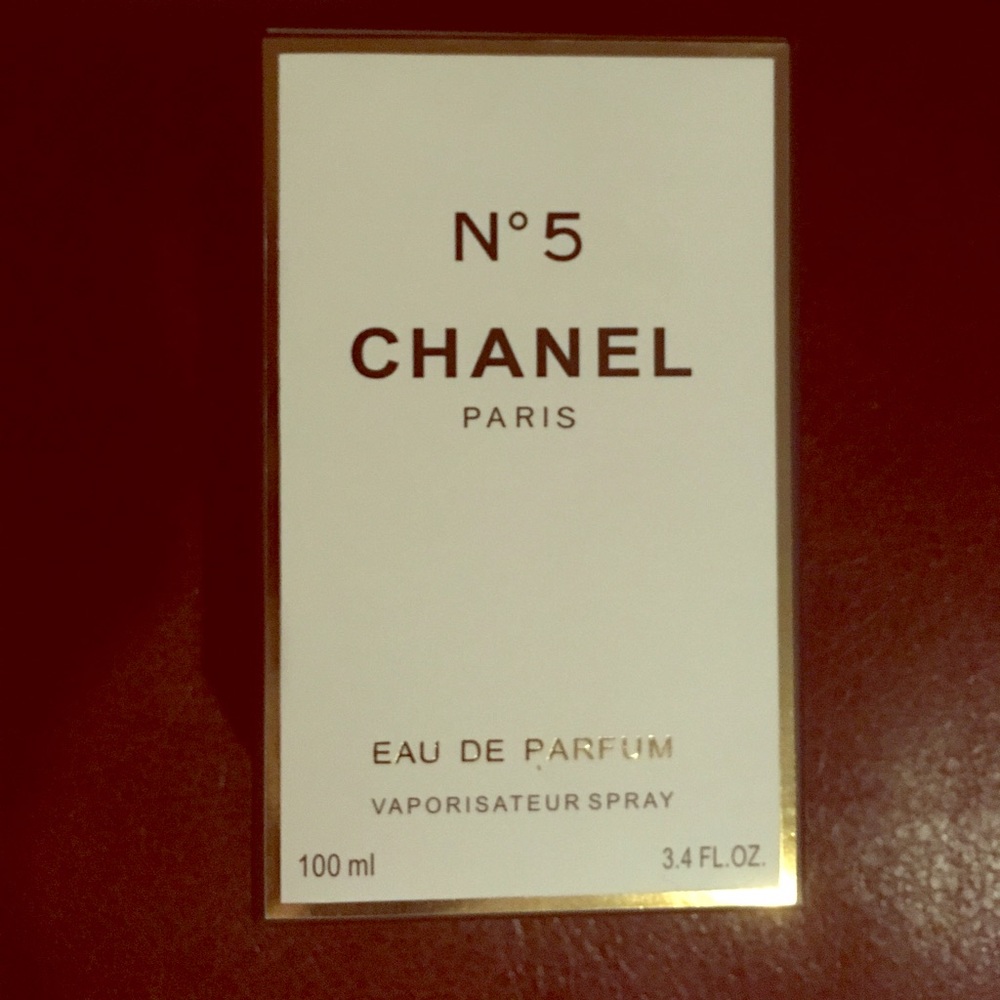 N° 5
CHANEL
PARIS
EAU DE PARFUM
VAPORISATEUR SPRAY
100 ml 3.4 FL.OZ.